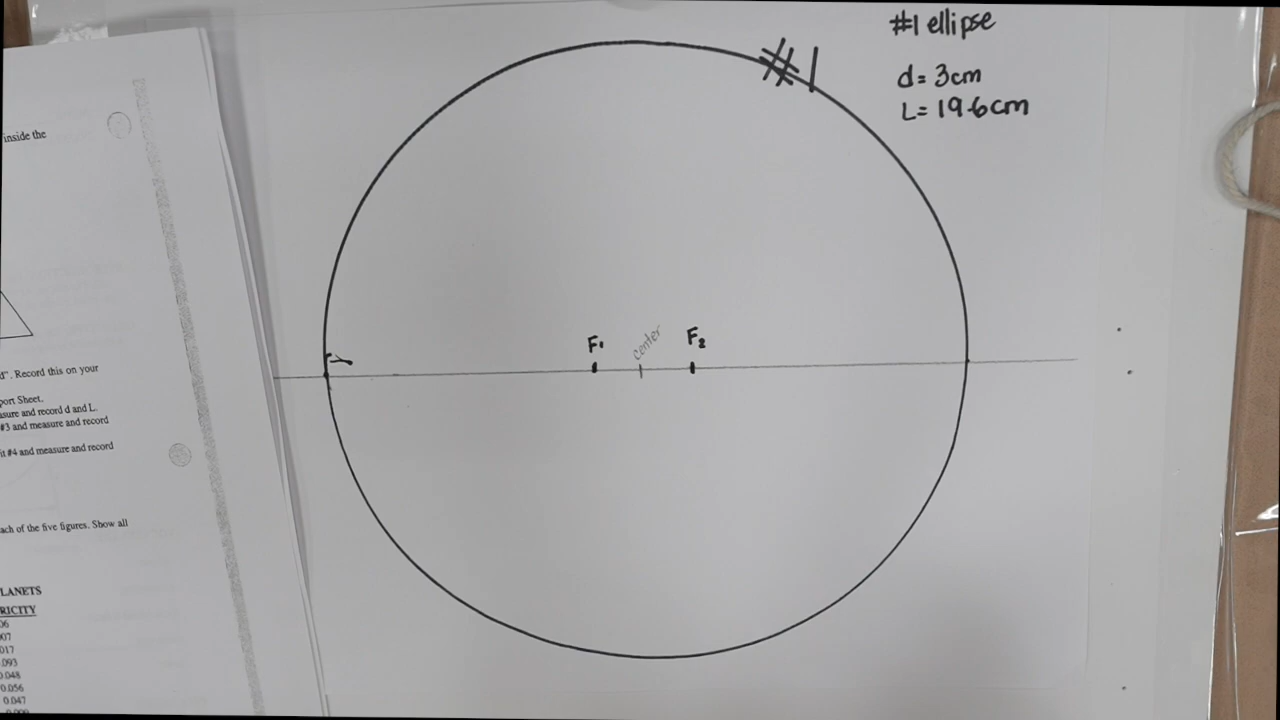 #1 ellipse
d= 3cm
L= 19.6cm
#1
F1
center
F2
inside the
d". Record this on your
port Sheet.
asure and record d and L.
#3 and measure and record
it #4 and measure and record
ach of the five figures. Show all
LANETS
RICITY
06
07
017
.093
0.048
0.056
0.047